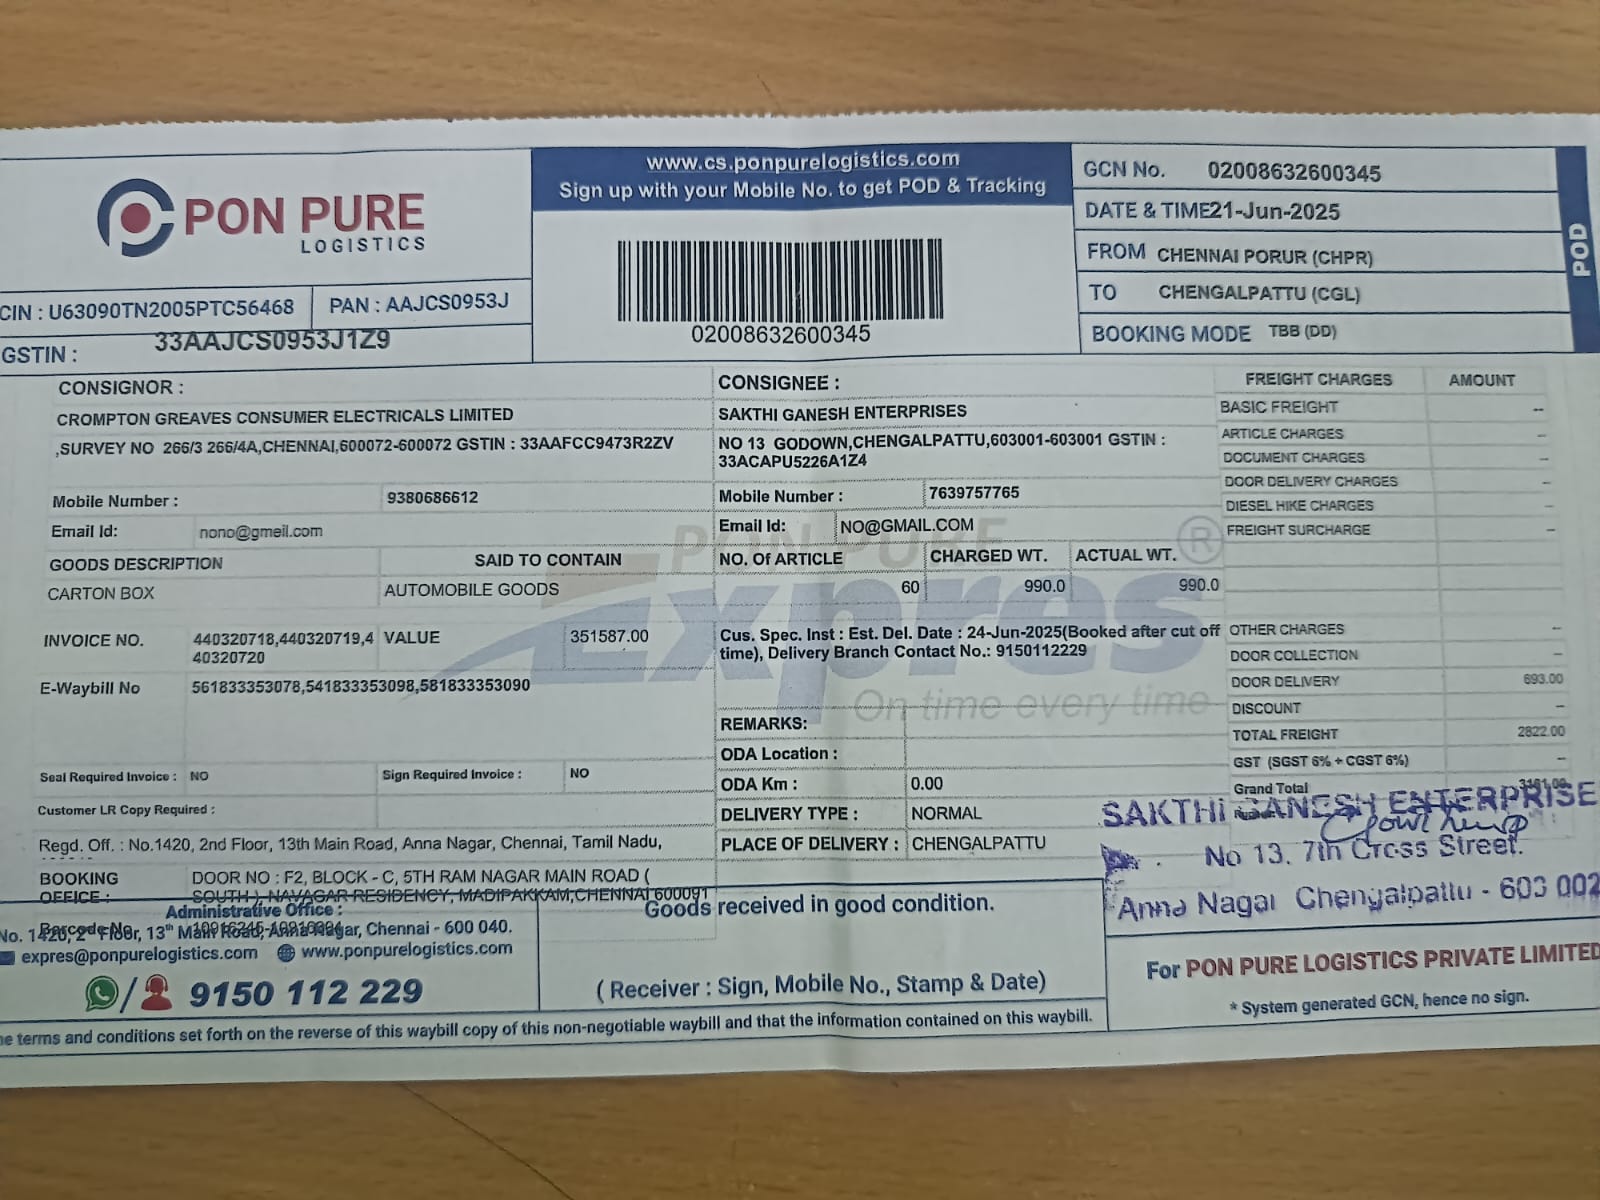 PON PURE
LOGISTICS
CIN : U63090TN2005PTC56468
PAN : AAJCS0953J
GSTIN :
33AAJCS0953J1Z9
www.cs.ponpurelogistics.com
Sign up with your Mobile No. to get POD & Tracking
02008632600345
GCN No. 02008632600345
DATE & TIME21-Jun-2025
FROM CHENNAI PORUR (CHPR)
TO CHENGALPATTU (CGL)
BOOKING MODE TBB (DD)
POD
CONSIGNOR :
CROMPTON GREAVES CONSUMER ELECTRICALS LIMITED
,SURVEY NO 266/3 266/4A,CHENNAI,600072-600072 GSTIN : 33AAFCC9473R2ZV
Mobile Number : 9380686612
Email Id: nono@gmeil.com
CONSIGNEE :
SAKTHI GANESH ENTERPRISES
NO 13 GODOWN,CHENGALPATTU,603001-603001 GSTIN :
33ACAPU5226A1Z4
Mobile Number : 7639757765
Email Id: NO@GMAIL.COM
GOODS DESCRIPTION SAID TO CONTAIN NO. Of ARTICLE CHARGED WT. ACTUAL WT.
CARTON BOX AUTOMOBILE GOODS 60 990.0 990.0
INVOICE NO. 440320718,440320719,4 VALUE 351587.00
40320720
E-Waybill No 561833353078,541833353098,581833353090
Seal Required Invoice : NO Sign Required Invoice : NO
Customer LR Copy Required :
Regd. Off. : No.1420, 2nd Floor, 13th Main Road, Anna Nagar, Chennai, Tamil Nadu,
BOOKING DOOR NO : F2, BLOCK - C, 5TH RAM NAGAR MAIN ROAD (
OFFICE : SOUTH ), NAVAGAR RESIDENCY, MADIPAKKAM,CHENNAI 600091
Cus. Spec. Inst : Est. Del. Date : 24-Jun-2025(Booked after cut off
time), Delivery Branch Contact No.: 9150112229
REMARKS:
ODA Location :
ODA Km : 0.00
DELIVERY TYPE : NORMAL
PLACE OF DELIVERY : CHENGALPATTU
FREIGHT CHARGES AMOUNT
BASIC FREIGHT --
ARTICLE CHARGES --
DOCUMENT CHARGES --
DOOR DELIVERY CHARGES --
DIESEL HIKE CHARGES --
FREIGHT SURCHARGE --
OTHER CHARGES --
DOOR COLLECTION --
DOOR DELIVERY 693.00
DISCOUNT --
TOTAL FREIGHT 2822.00
GST (SGST 6% + CGST 6%) --
Grand Total
PON PURE
Expres ®
On time every time
SAKTHI GANESH ENTERPRISE
No 13. 7th Cross Street.
Anna Nagar Chengalpattu - 603 002
Administrative Office :
Barcode No
No. 1420, 2nd Floor, 13th Main Road, Anna Nagar, Chennai - 600 040.
expres@ponpurelogistics.com www.ponpurelogistics.com
/ 9150 112 229
Goods received in good condition.
( Receiver : Sign, Mobile No., Stamp & Date)
For PON PURE LOGISTICS PRIVATE LIMITED
* System generated GCN, hence no sign.
terms and conditions set forth on the reverse of this waybill copy of this non-negotiable waybill and that the information contained on this waybill.